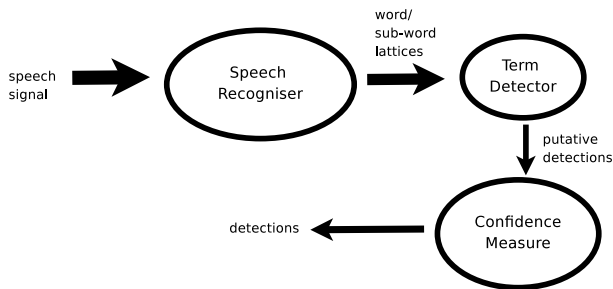 speech
signal
Speech
Recogniser
word/
sub-word
lattices
Term
Detector
putative
detections
Confidence
Measure
detections